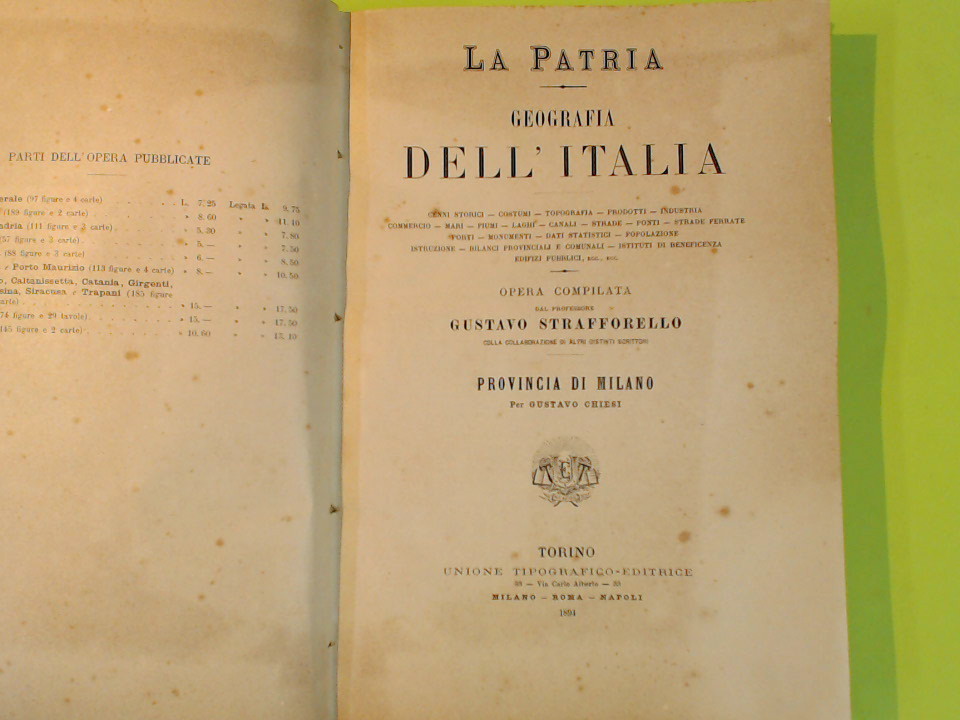 PARTI DELL'OPERA PUBBLICATE
erale (97 figure e 4 carte) L. 7, 25 Legata L. 9, 75
(189 figure e 2 carte) » 8. 60 » » 11. 10
ndria (111 figure e 3 carte) » 5, 30 » » 7. 80
(57 figure e 3 carte) » 5, — » » 7. 50
(88 figure e 3 carte) » 6, — » » 8. 50
e Porto Maurizio (113 figure e 4 carte) » 8, — » » 10. 50
o, Caltanissetta, Catania, Girgenti,
sina, Siracusa e Trapani (185 figure
arte) » 15. — » » 17. 50
74 figure e 29 tavole) » 15. — » » 17. 50
45 figure e 2 carte) » 10. 60 » » 13. 10
LA PATRIA
GEOGRAFIA
DELL'ITALIA
CENNI STORICI — COSTUMI — TOPOGRAFIA — PRODOTTI — INDUSTRIA
COMMERCIO — MARI — FIUMI — LAGHI — CANALI — STRADE — PONTI — STRADE FERRATE
PORTI — MONUMENTI — DATI STATISTICI — POPOLAZIONE
ISTRUZIONE — BILANCI PROVINCIALI E COMUNALI — ISTITUTI DI BENEFICENZA
EDIFIZI PUBBLICI, ECC., ECC.
OPERA COMPILATA
DAL PROFESSORE
GUSTAVO STRAFFORELLO
COLLA COLLABORAZIONE DI ALTRI DISTINTI SCRITTORI
PROVINCIA DI MILANO
Per GUSTAVO CHIESI
UTET
TORINO
UNIONE TIPOGRAFICO-EDITRICE
33 — Via Carlo Alberto — 33
MILANO — ROMA — NAPOLI
1894